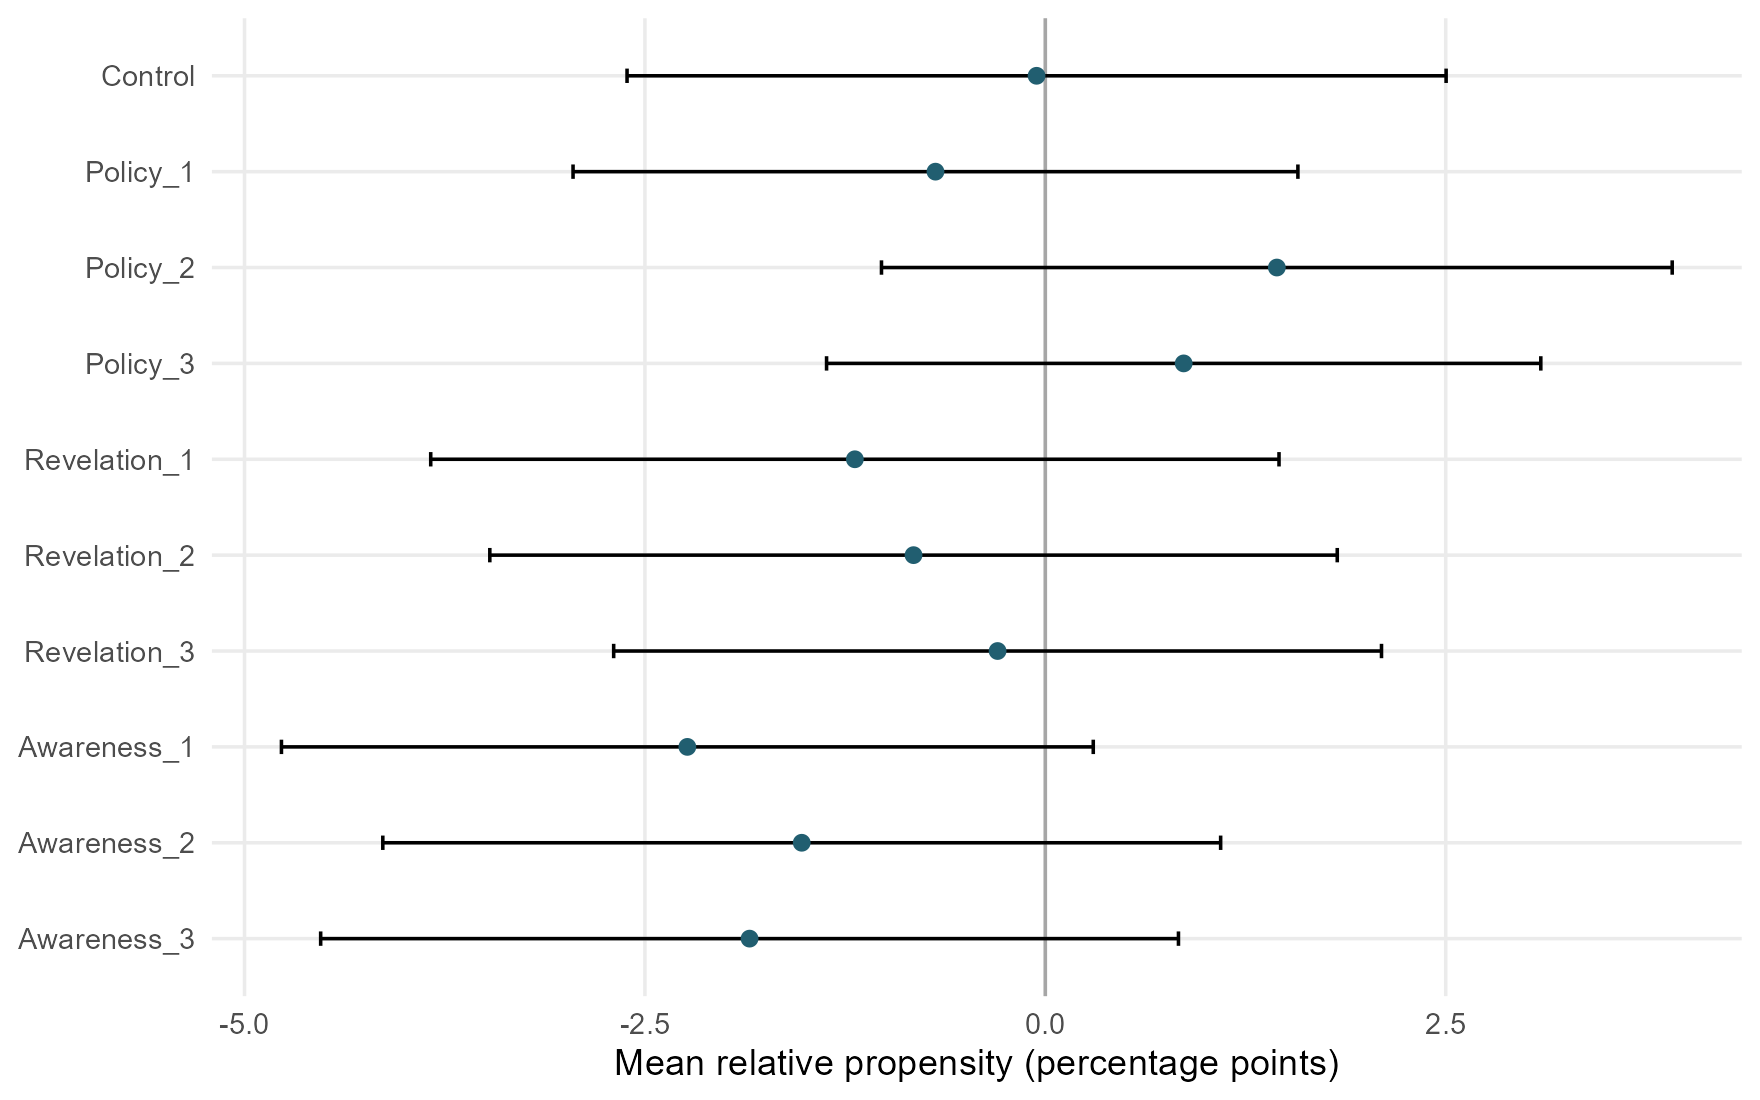 Control
Policy_1
Policy_2
Policy_3
Revelation_1
Revelation_2
Revelation_3
Awareness_1
Awareness_2
Awareness_3
-5.0 -2.5 0.0 2.5
Mean relative propensity (percentage points)